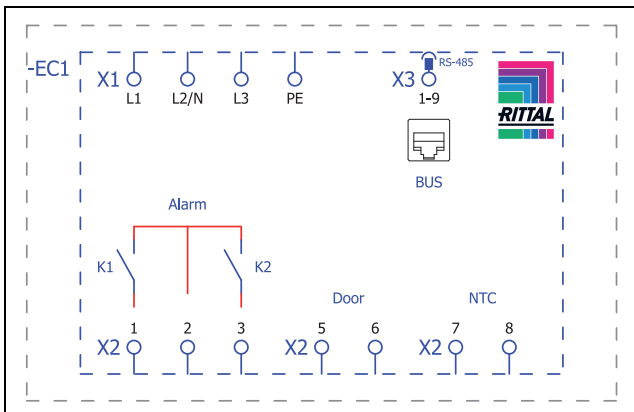 -EC1
X1
L1
L2/N
L3
PE
X3
RS-485
1-9
RITTAL
BUS
Alarm
K1
K2
Door
NTC
X2
1
2
3
X2
5
6
X2
7
8